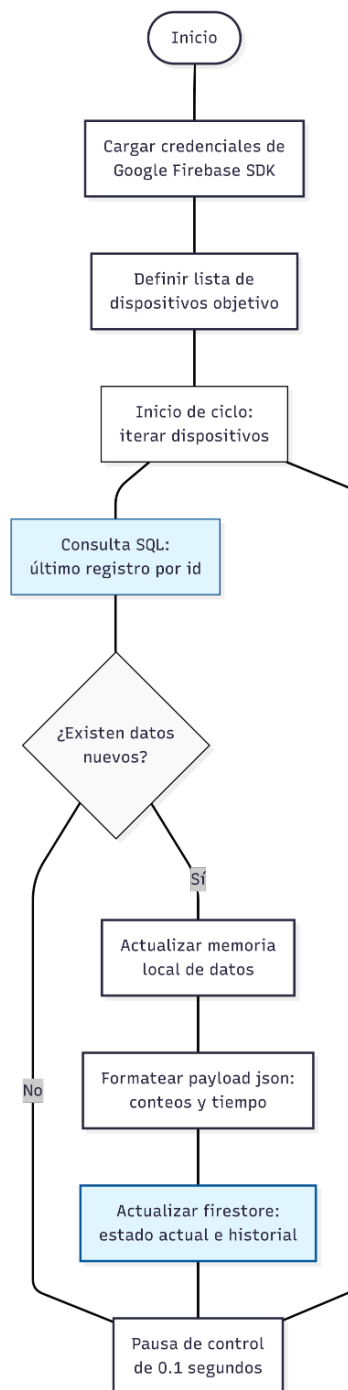 Inicio
Cargar credenciales de
Google Firebase SDK
Definir lista de
dispositivos objetivo
Inicio de ciclo:
iterar dispositivos
Consulta SQL:
último registro por id
¿Existen datos
nuevos?
Sí
Actualizar memoria
local de datos
Formatear payload json:
conteos y tiempo
No
Actualizar firestore:
estado actual e historial
Pausa de control
de 0.1 segundos